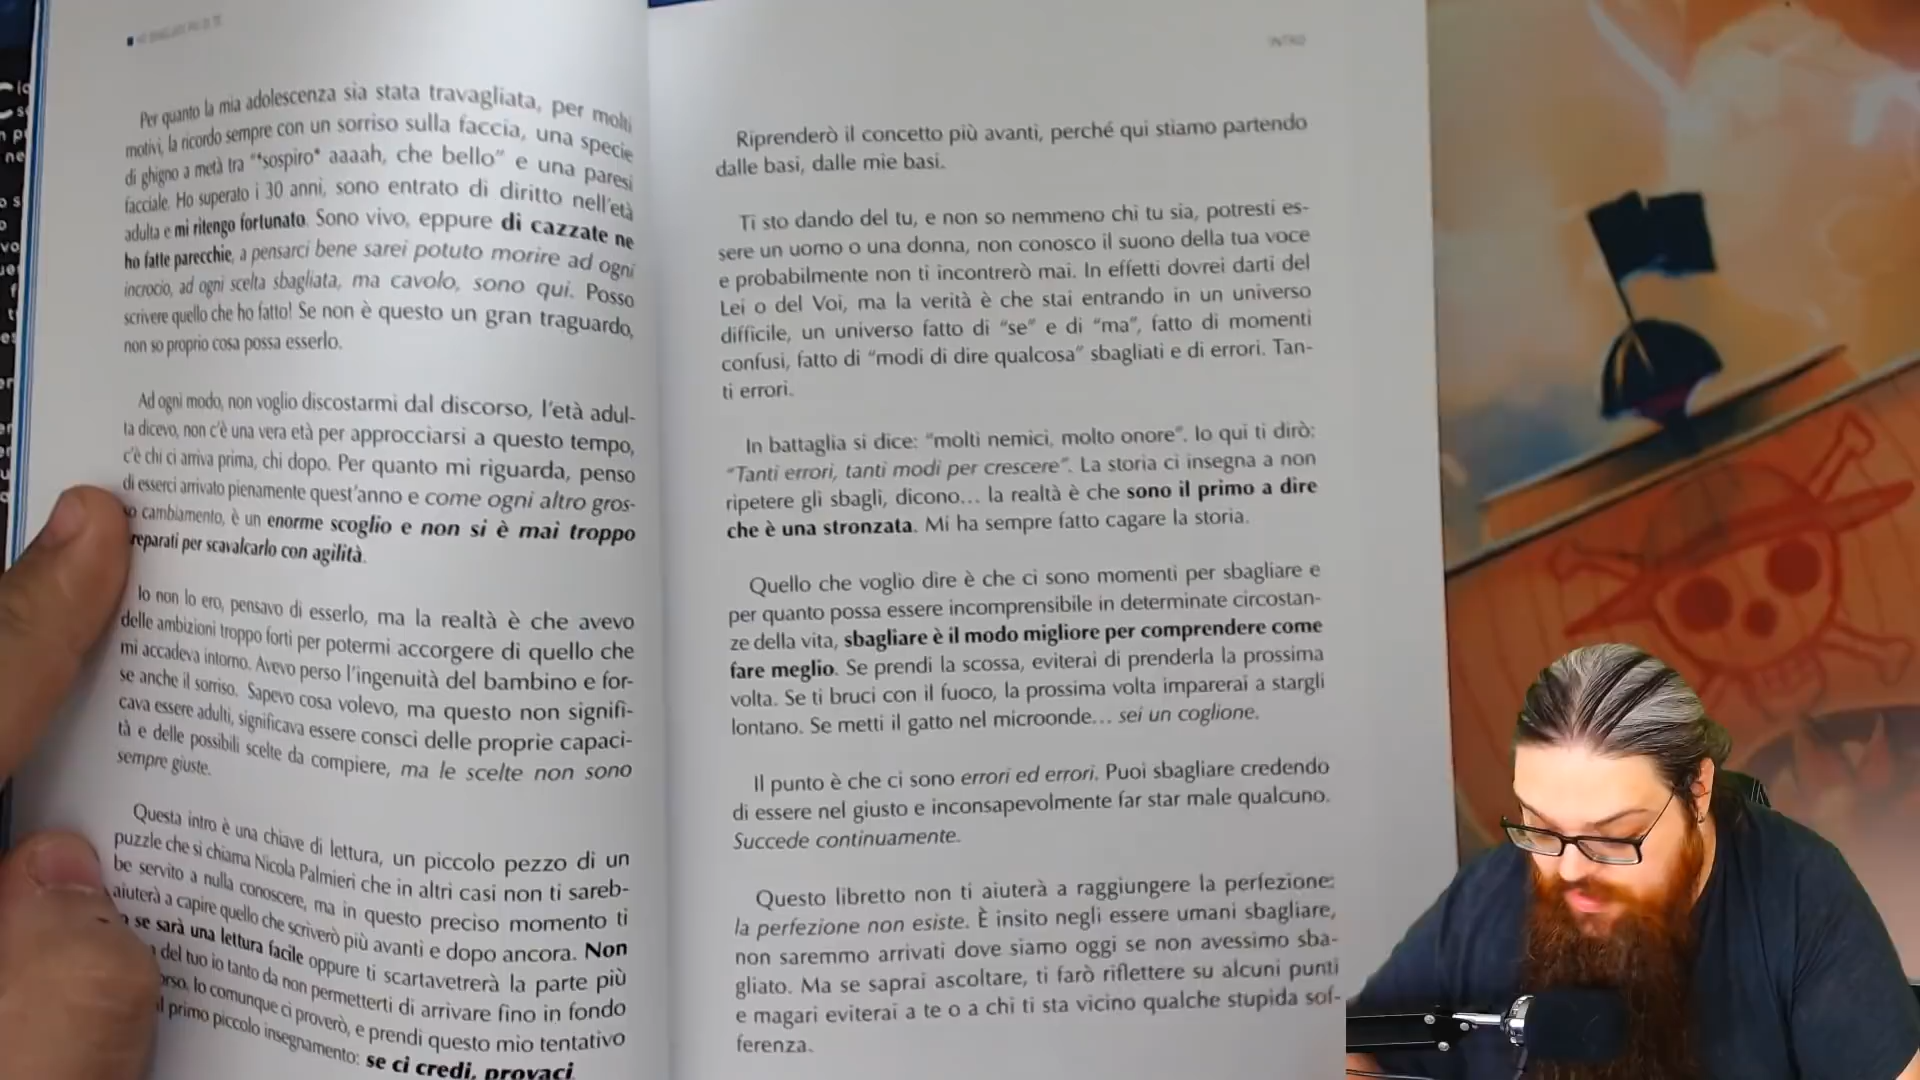 Per quanto la mia adolescenza sia stata travagliata, per molti
motivi, la ricordo sempre con un sorriso sulla faccia, una specie
di ghigno a metà tra "*sospiro* aaaah, che bello" e una paresi
facciale. Ho superato i 30 anni, sono entrato di diritto nell'età
adulta e mi ritengo fortunato. Sono vivo, eppure di cazzate ne
ho fatte parecchie, a pensarci bene sarei potuto morire ad ogni
incrocio, ad ogni scelta sbagliata, ma cavolo, sono qui. Posso
scrivere quello che ho fatto! Se non è questo un gran traguardo,
non so proprio cosa possa esserlo.
Ad ogni modo, non voglio discostarmi dal discorso, l'età adul-
ta dicevo, non c'è una vera età per approcciarsi a questo tempo,
c'è chi ci arriva prima, chi dopo. Per quanto mi riguarda, penso
di esserci arrivato pienamente quest'anno e come ogni altro gros-
so cambiamento, è un enorme scoglio e non si è mai troppo
reparati per scavalcarlo con agilità.
Io non lo ero, pensavo di esserlo, ma la realtà è che avevo
delle ambizioni troppo forti per potermi accorgere di quello che
mi accadeva intorno. Avevo perso l'ingenuità del bambino e for-
se anche il sorriso. Sapevo cosa volevo, ma questo non signifi-
cava essere adulti, significava essere consci delle proprie capaci-
tà e delle possibili scelte da compiere, ma le scelte non sono
sempre giuste.
Questa intro è una chiave di lettura, un piccolo pezzo di un
puzzle che si chiama Nicola Palmieri che in altri casi non ti sareb-
be servito a nulla conoscere, ma in questo preciso momento ti
aiuterà a capire quello che scriverò più avanti e dopo ancora. Non
se sarà una lettura facile oppure ti scartavetrerà la parte più
del tuo io tanto da non permetterti di arrivare fino in fondo
Io comunque ci proverò, e prendi questo mio tentativo
il primo piccolo insegnamento: se ci credi, provaci.
INTRO
Riprenderò il concetto più avanti, perché qui stiamo partendo
dalle basi, dalle mie basi.
Ti sto dando del tu, e non so nemmeno chi tu sia, potresti es-
sere un uomo o una donna, non conosco il suono della tua voce
e probabilmente non ti incontrerò mai. In effetti dovrei darti del
Lei o del Voi, ma la verità è che stai entrando in un universo
difficile, un universo fatto di "se" e di "ma", fatto di momenti
confusi, fatto di "modi di dire qualcosa" sbagliati e di errori. Tan-
ti errori.
In battaglia si dice: "molti nemici, molto onore". Io qui ti dirò:
"Tanti errori, tanti modi per crescere". La storia ci insegna a non
ripetere gli sbagli, dicono... la realtà è che sono il primo a dire
che è una stronzata. Mi ha sempre fatto cagare la storia.
Quello che voglio dire è che ci sono momenti per sbagliare e
per quanto possa essere incomprensibile in determinate circostan-
ze della vita, sbagliare è il modo migliore per comprendere come
fare meglio. Se prendi la scossa, eviterai di prenderla la prossima
volta. Se ti bruci con il fuoco, la prossima volta imparerai a stargli
lontano. Se metti il gatto nel microonde... sei un coglione.
Il punto è che ci sono errori ed errori. Puoi sbagliare credendo
di essere nel giusto e inconsapevolmente far star male qualcuno.
Succede continuamente.
Questo libretto non ti aiuterà a raggiungere la perfezione:
la perfezione non esiste. È insito negli essere umani sbagliare,
non saremmo arrivati dove siamo oggi se non avessimo sba-
gliato. Ma se saprai ascoltare, ti farò riflettere su alcuni punti
e magari eviterai a te o a chi ti sta vicino qualche stupida sof-
ferenza.